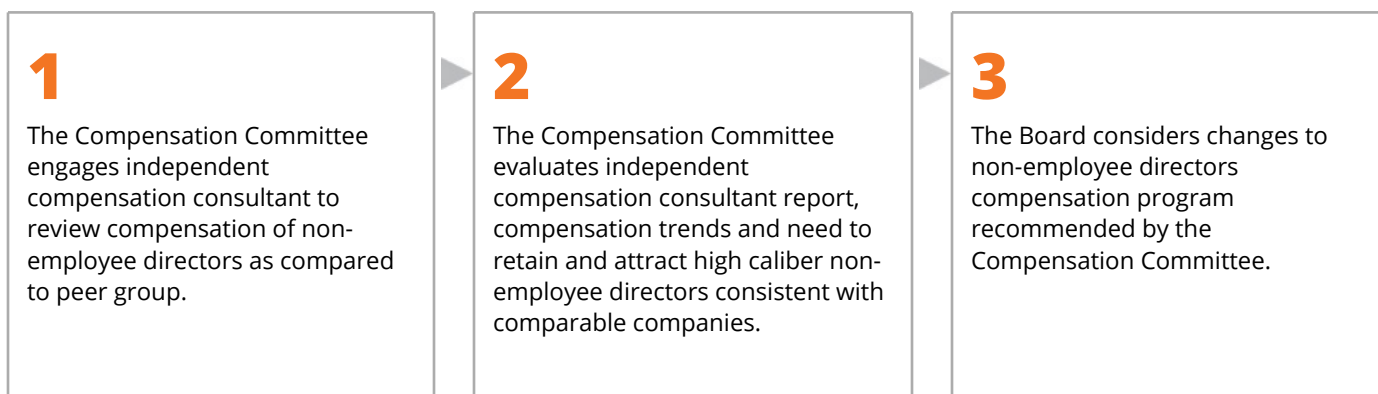 1
The Compensation Committee
engages independent
compensation consultant to
review compensation of non-
employee directors as compared
to peer group.
2
The Compensation Committee
evaluates independent
compensation consultant report,
compensation trends and need to
retain and attract high caliber non-
employee directors consistent with
comparable companies.
3
The Board considers changes to
non-employee directors
compensation program
recommended by the
Compensation Committee.